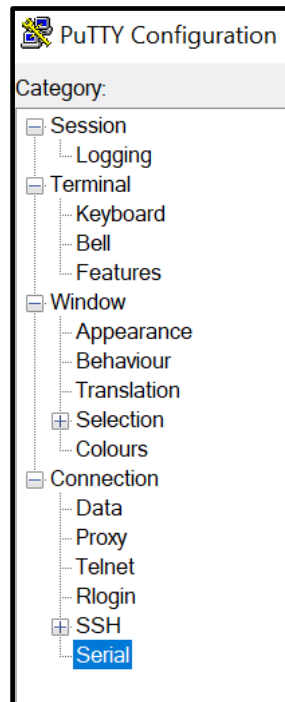 PuTTY Configuration
Category:
Session
Logging
Terminal
Keyboard
Bell
Features
Window
Appearance
Behaviour
Translation
Selection
Colours
Connection
Data
Proxy
Telnet
Rlogin
SSH
Serial